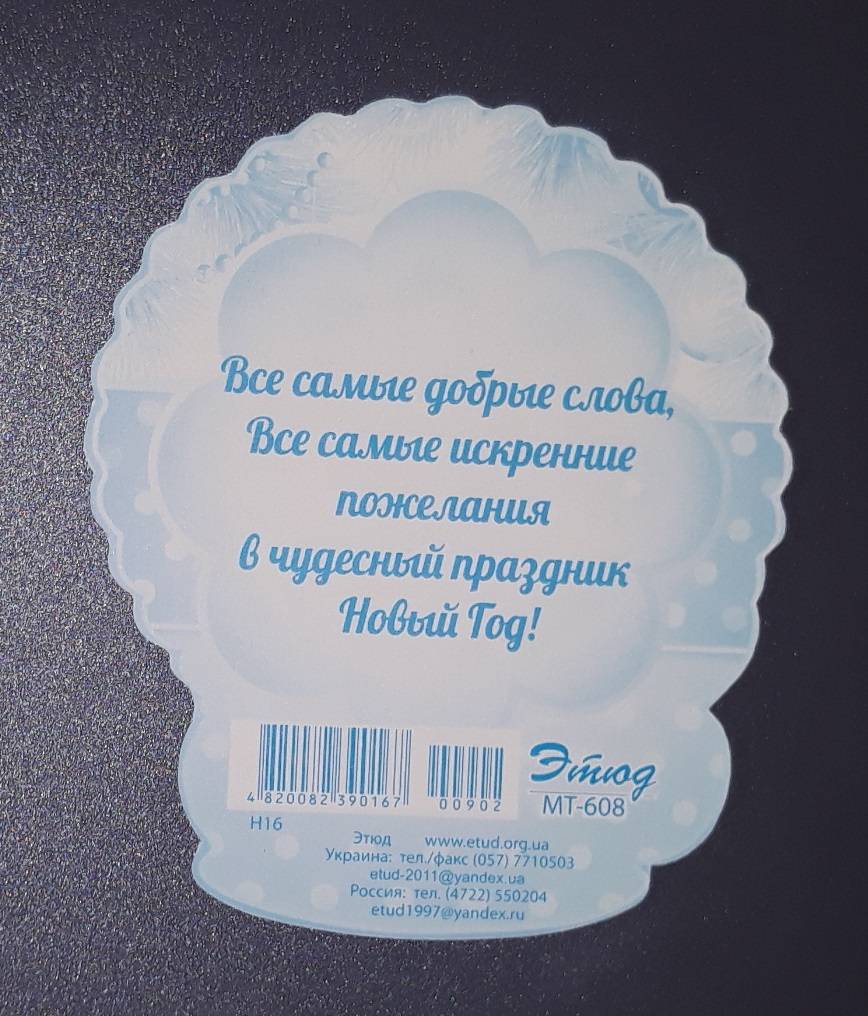 Все самые добрые слова,
Все самые искренние
пожелания
в чудесный праздник
Новый Год!
4 820082 390167
00902
Этюд
МТ-608
Н16
Этюд www.etud.org.ua
Украина: тел./факс (057) 7710503
etud-2011@yandex.ua
Россия: тел. (4722) 550204
etud1997@yandex.ru